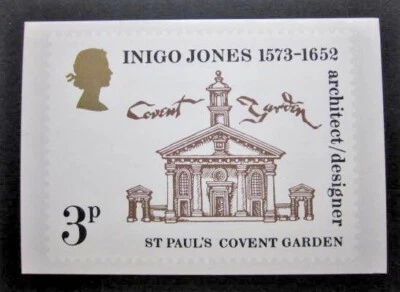 INIGO JONES 1573-1652
architect/designer
Covent Garden
3P
ST PAUL'S COVENT GARDEN